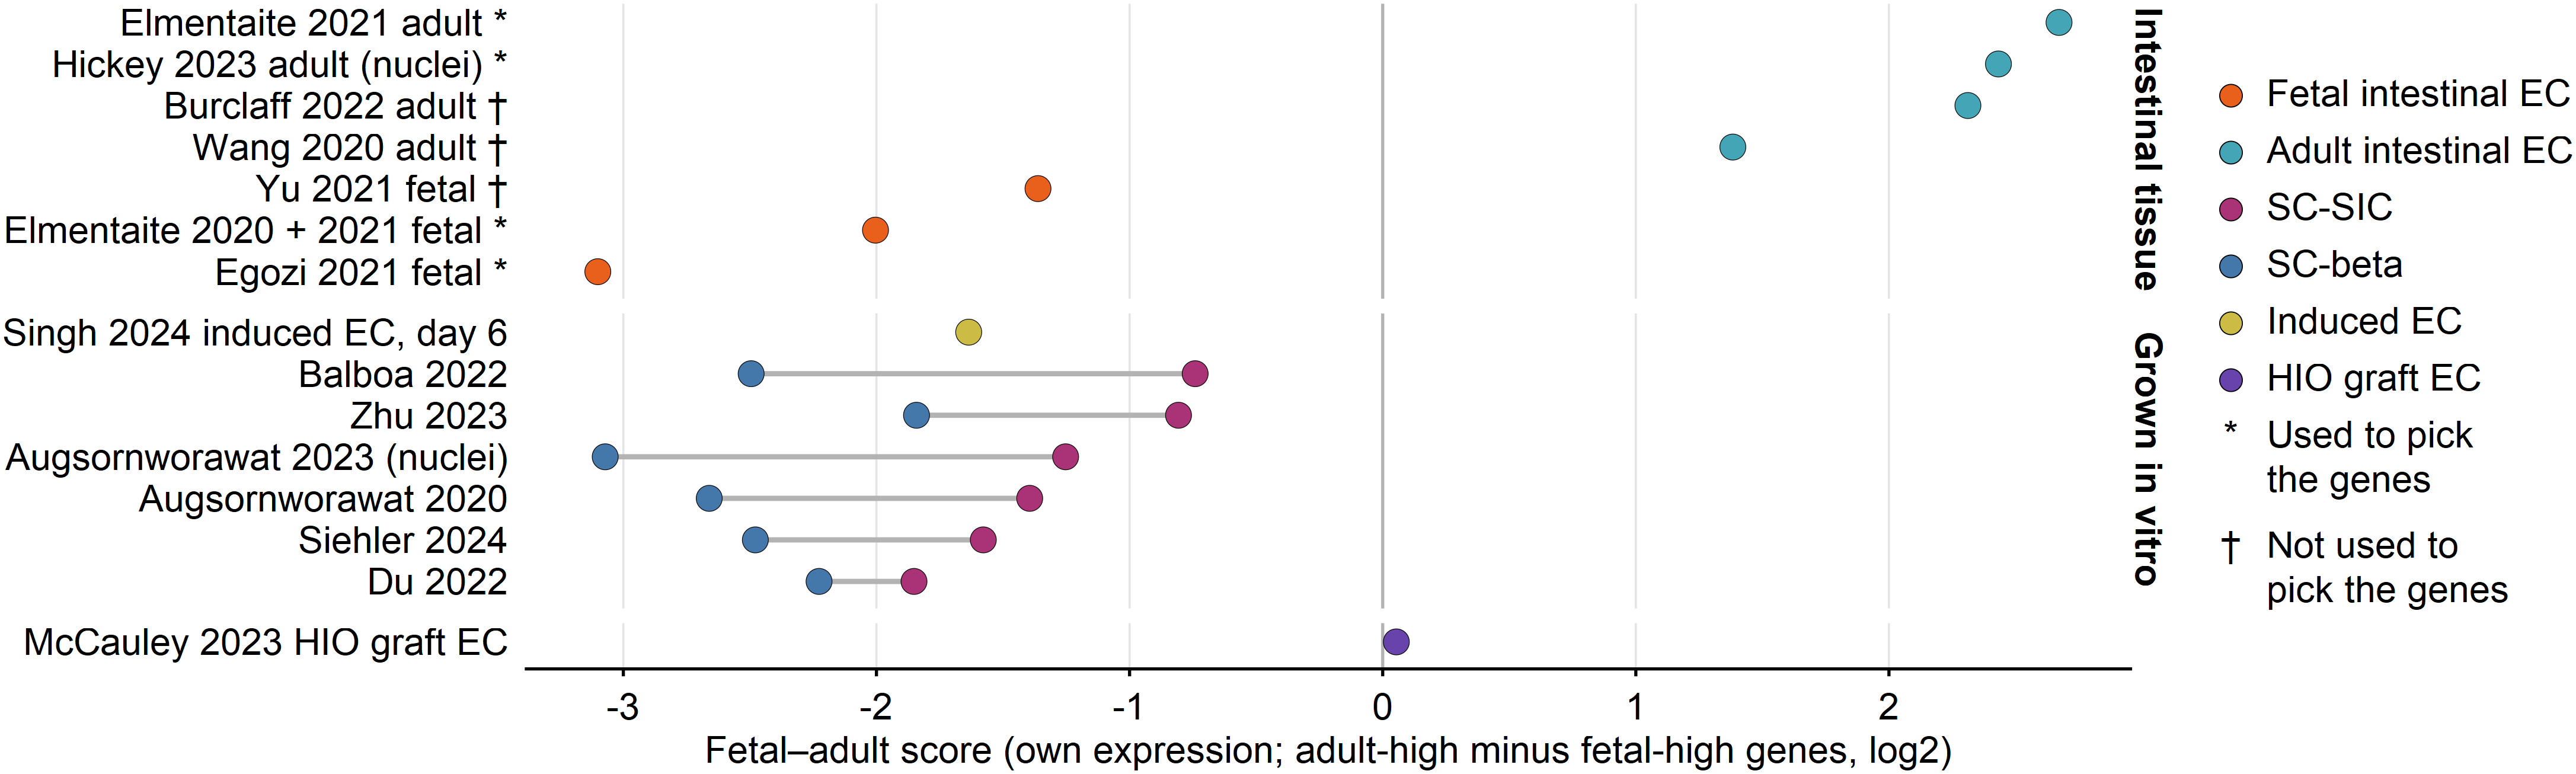 Elmentaite 2021 adult *
Hickey 2023 adult (nuclei) *
Burclaff 2022 adult †
Wang 2020 adult †
Yu 2021 fetal †
Elmentaite 2020 + 2021 fetal *
Egozi 2021 fetal *
Intestinal tissue
Singh 2024 induced EC, day 6
Balboa 2022
Zhu 2023
Augsornworawat 2023 (nuclei)
Augsornworawat 2020
Siehler 2024
Du 2022
Grown in vitro
McCauley 2023 HIO graft EC
-3 -2 -1 0 1 2
Fetal–adult score (own expression; adult-high minus fetal-high genes, log2)
Fetal intestinal EC
Adult intestinal EC
SC-SIC
SC-beta
Induced EC
HIO graft EC
* Used to pick
the genes
† Not used to
pick the genes